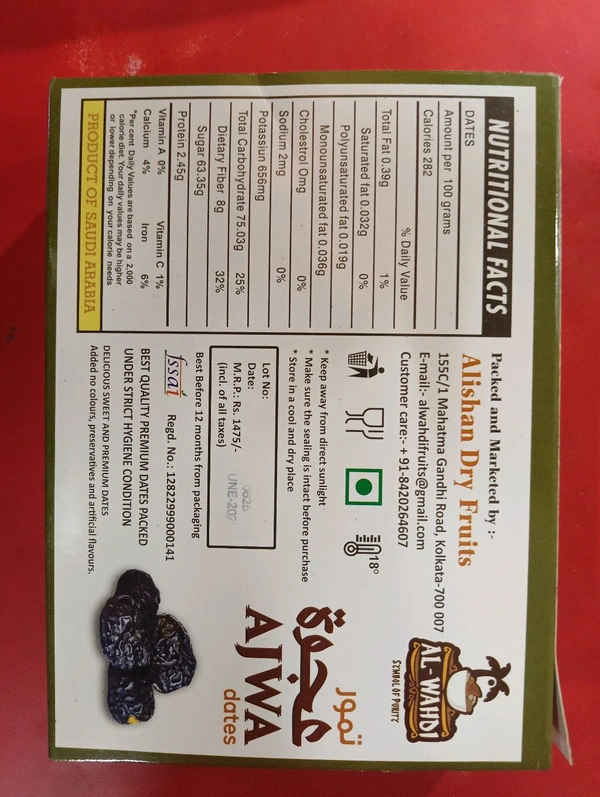 NUTRITIONAL FACTS
DATES
Amount per 100 grams
Calories 282
% Daily Value
Total Fat 0.39g 1%
Saturated fat 0.032g 0%
Polyunsaturated fat 0.019g
Monounsaturated fat 0.036g
Cholestrol 0mg 0%
Sodium 2mg 0%
Potassiun 656mg
Total Carbohydrate 75.03g 25%
Dietary Fiber 8g 32%
Sugar 63.35g
Protein 2.45g
Vitamin A 0% Vitamin C 1%
Calcium 4% Iron 6%
*Per cent Daily Values are based on a 2,000
calorie diet. Your daily values may be higher
or lower depending on your calorie needs
PRODUCT OF SAUDI ARABIA
Packed and Marketed by :-
Alishan Dry Fruits
155C/1 Mahatma Gandhi Road, Kolkata-700 007
E-mail:- alwahdifruits@gmail.com
Customer care:- + 91-8420264607
18°
* Keep away from direct sunlight
* Make sure the sealing is intact before purchase
* Store in a cool and dry place
Lot No: 0625
Date: UNE-202
M.R.P.: Rs. 1475/-
(incl. of all taxes)
Best Before 12 months from packaging
fssai Regd. No.: 12822999000141
BEST QUALITY PREMIUM DATES PACKED
UNDER STRICT HYGIENE CONDITION
DELICIOUS SWEET AND PREMIUM DATES
Added no colours, preservatives and artificial flavours.
AL-WAHDI
SYMBOL OF PURITY
تمور
عجوة
AJWA
dates